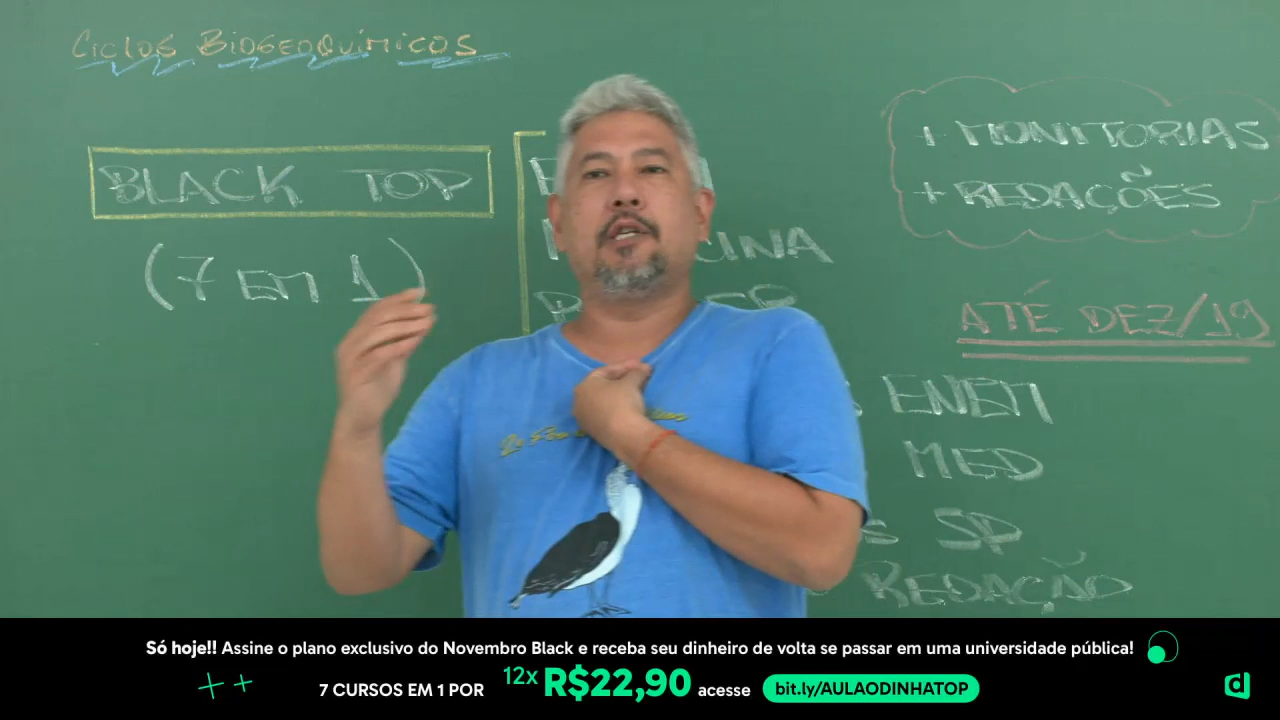 CICLOS BIOGEOQUÍMICOS
BLACK TOP
(7 EM 1)
+ MONITORIAS
+ REDAÇÕES
ATÉ DEZ/19
ENEM
MED
SP
REDAÇÃO
Só hoje!! Assine o plano exclusivo do Novembro Black e receba seu dinheiro de volta se passar em uma universidade pública!
7 CURSOS EM 1 POR 12x R$22,90 acesse bit.ly/AULAODINHATOP
d